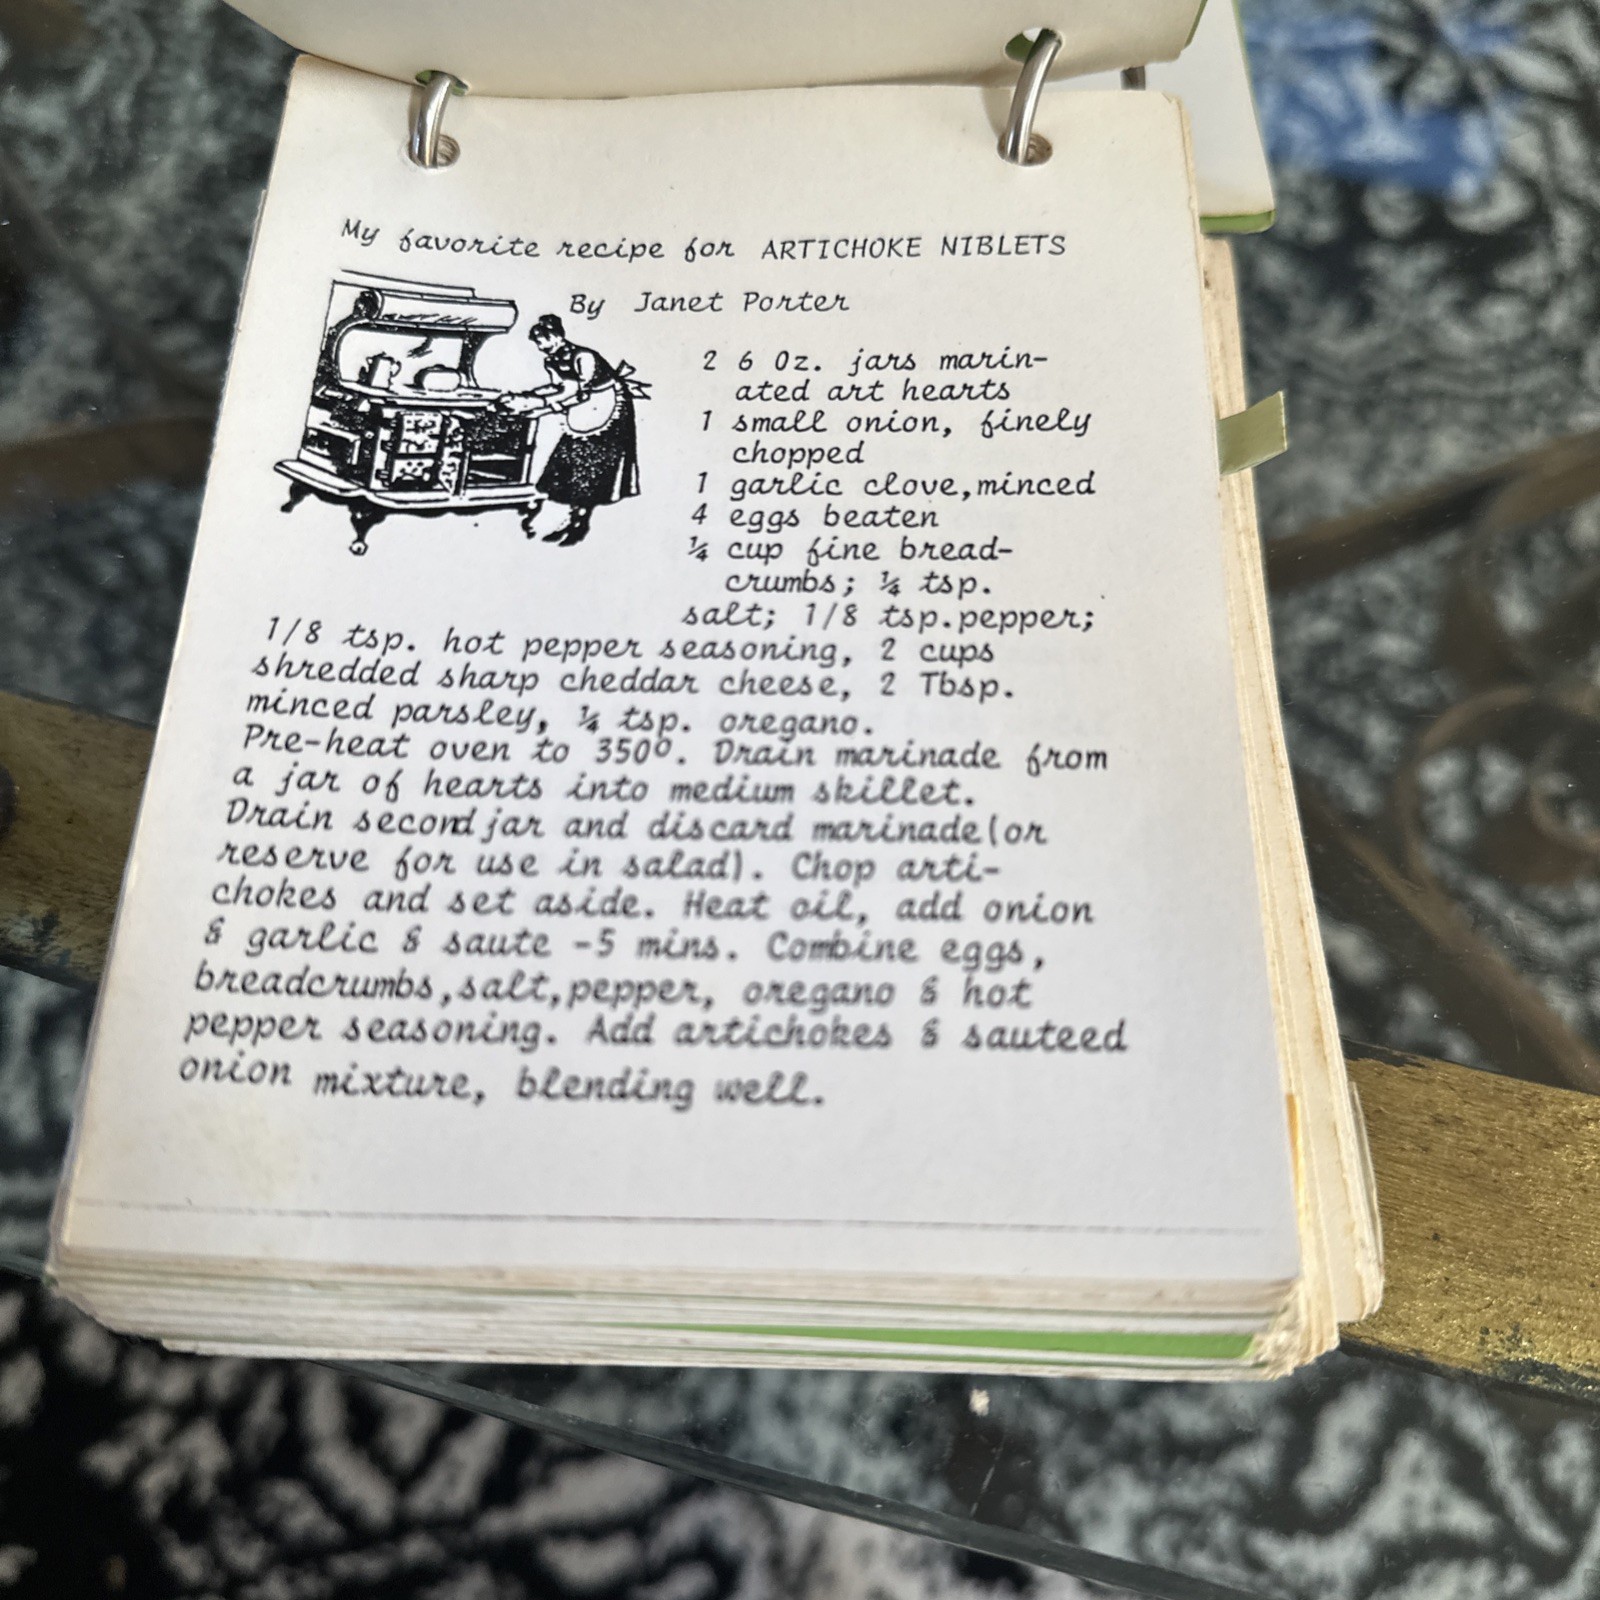 My favorite recipe for ARTICHOKE NIBLETS
By Janet Porter
2 6 Oz. jars marin-
ated art hearts
1 small onion, finely
chopped
1 garlic clove,minced
4 eggs beaten
¼ cup fine bread-
crumbs; ¼ tsp.
salt; 1/8 tsp.pepper;
1/8 tsp. hot pepper seasoning, 2 cups
shredded sharp cheddar cheese, 2 Tbsp.
minced parsley, ¼ tsp. oregano.
Pre-heat oven to 350º. Drain marinade from
a jar of hearts into medium skillet.
Drain second jar and discard marinade(or
reserve for use in salad). Chop arti-
chokes and set aside. Heat oil, add onion
& garlic & saute -5 mins. Combine eggs,
breadcrumbs,salt,pepper, oregano & hot
pepper seasoning. Add artichokes & sauteed
onion mixture, blending well.